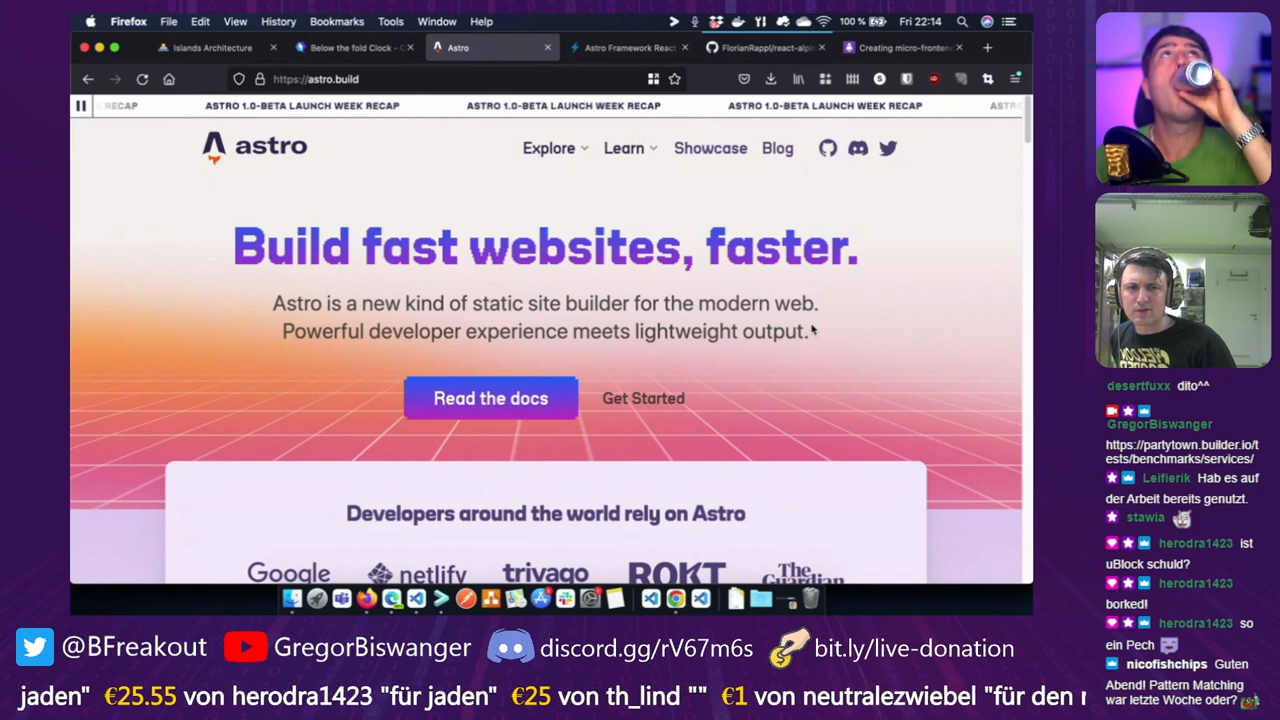 Firefox File Edit View History Bookmarks Tools Window Help
100 % Fri 22:14
Islands Architecture
Below the fold Clock - C
Astro
Astro Framework React
FlorianRappl/react-alpi
Creating micro-frontend
https://astro.build
RECAP ASTRO 1.0-BETA LAUNCH WEEK RECAP ASTRO 1.0-BETA LAUNCH WEEK RECAP ASTRO 1.0-BETA LAUNCH WEEK RECAP ASTR
astro
Explore Learn Showcase Blog
Build fast websites, faster.
Astro is a new kind of static site builder for the modern web.
Powerful developer experience meets lightweight output.
Read the docs Get Started
Developers around the world rely on Astro
Google netlify trivago ROKT The Guardian
desertfuxx dito^^
GregorBiswanger
https://partytown.builder.io/t
ests/benchmarks/services/
Leifierik Hab es auf
der Arbeit bereits genutzt.
stawia
herodra1423 ist
uBlock schuld?
herodra1423
borked!
herodra1423 so
ein Pech
nicofishchips Guten
Abend! Pattern Matching
war letzte Woche oder?
@BFreakout GregorBiswanger discord.gg/rV67m6s bit.ly/live-donation
jaden" €25.55 von herodra1423 "für jaden" €25 von th_lind "" €1 von neutralezwiebel "für den